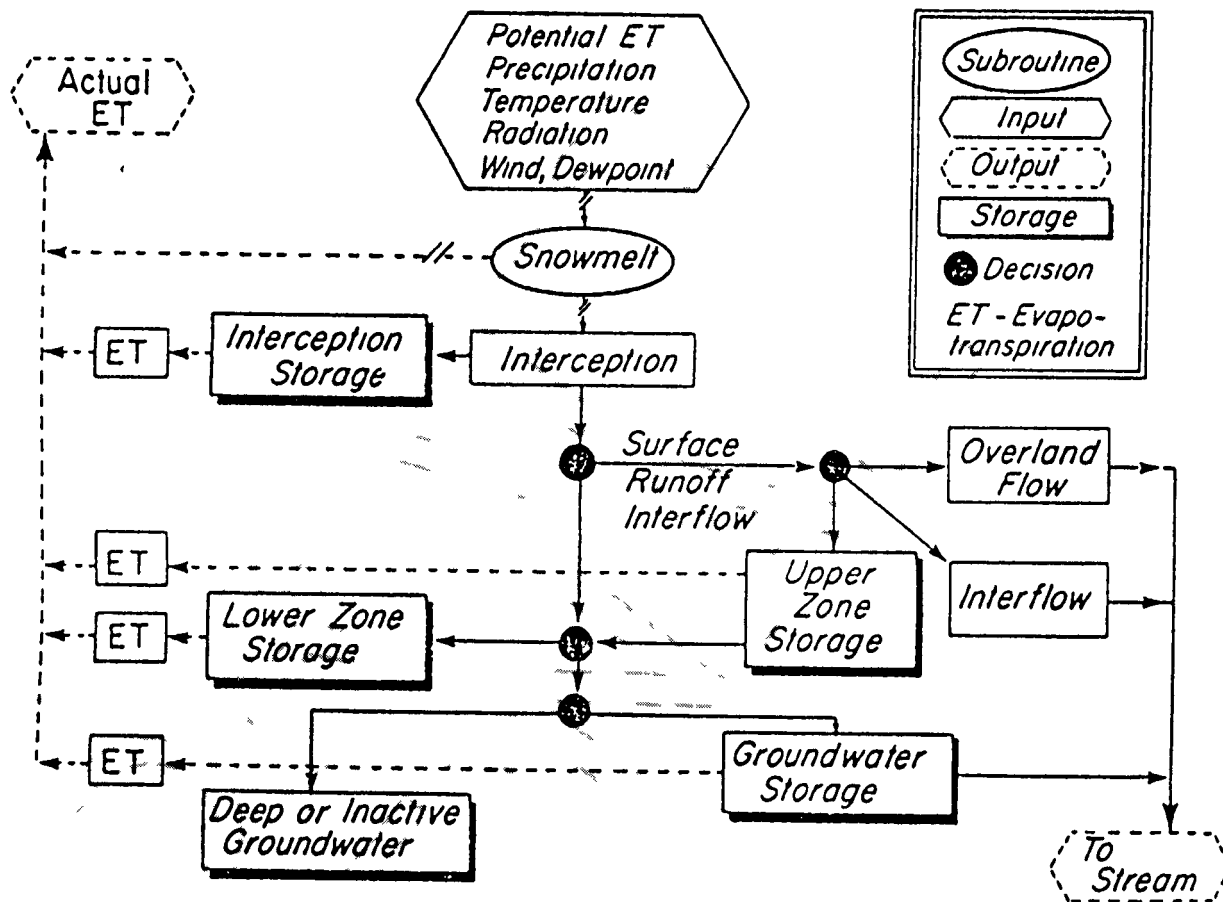 Actual
ET
Potential ET
Precipitation
Temperature
Radiation
Wind, Dewpoint
Subroutine
Input
Output
Storage
Decision
ET - Evapo-
transpiration
Snowmelt
ET
Interception
Storage
Interception
Surface
Runoff
Interflow
Overland
Flow
ET
Upper
Zone
Storage
Interflow
ET
Lower Zone
Storage
ET
Groundwater
Storage
Deep or Inactive
Groundwater
To
Stream